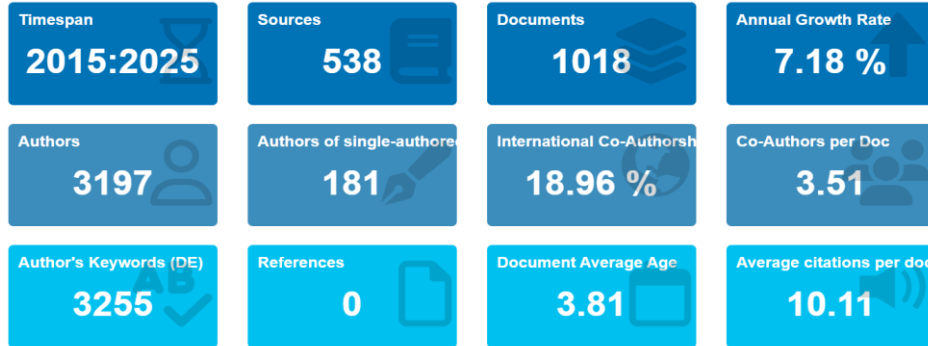 Timespan
2015:2025
Sources
538
Documents
1018
Annual Growth Rate
7.18 %
Authors
3197
Authors of single-authore
181
International Co-Authorsh
18.96 %
Co-Authors per Doc
3.51
Author's Keywords (DE)
3255
AB
References
0
Document Average Age
3.81
Average citations per doc
10.11